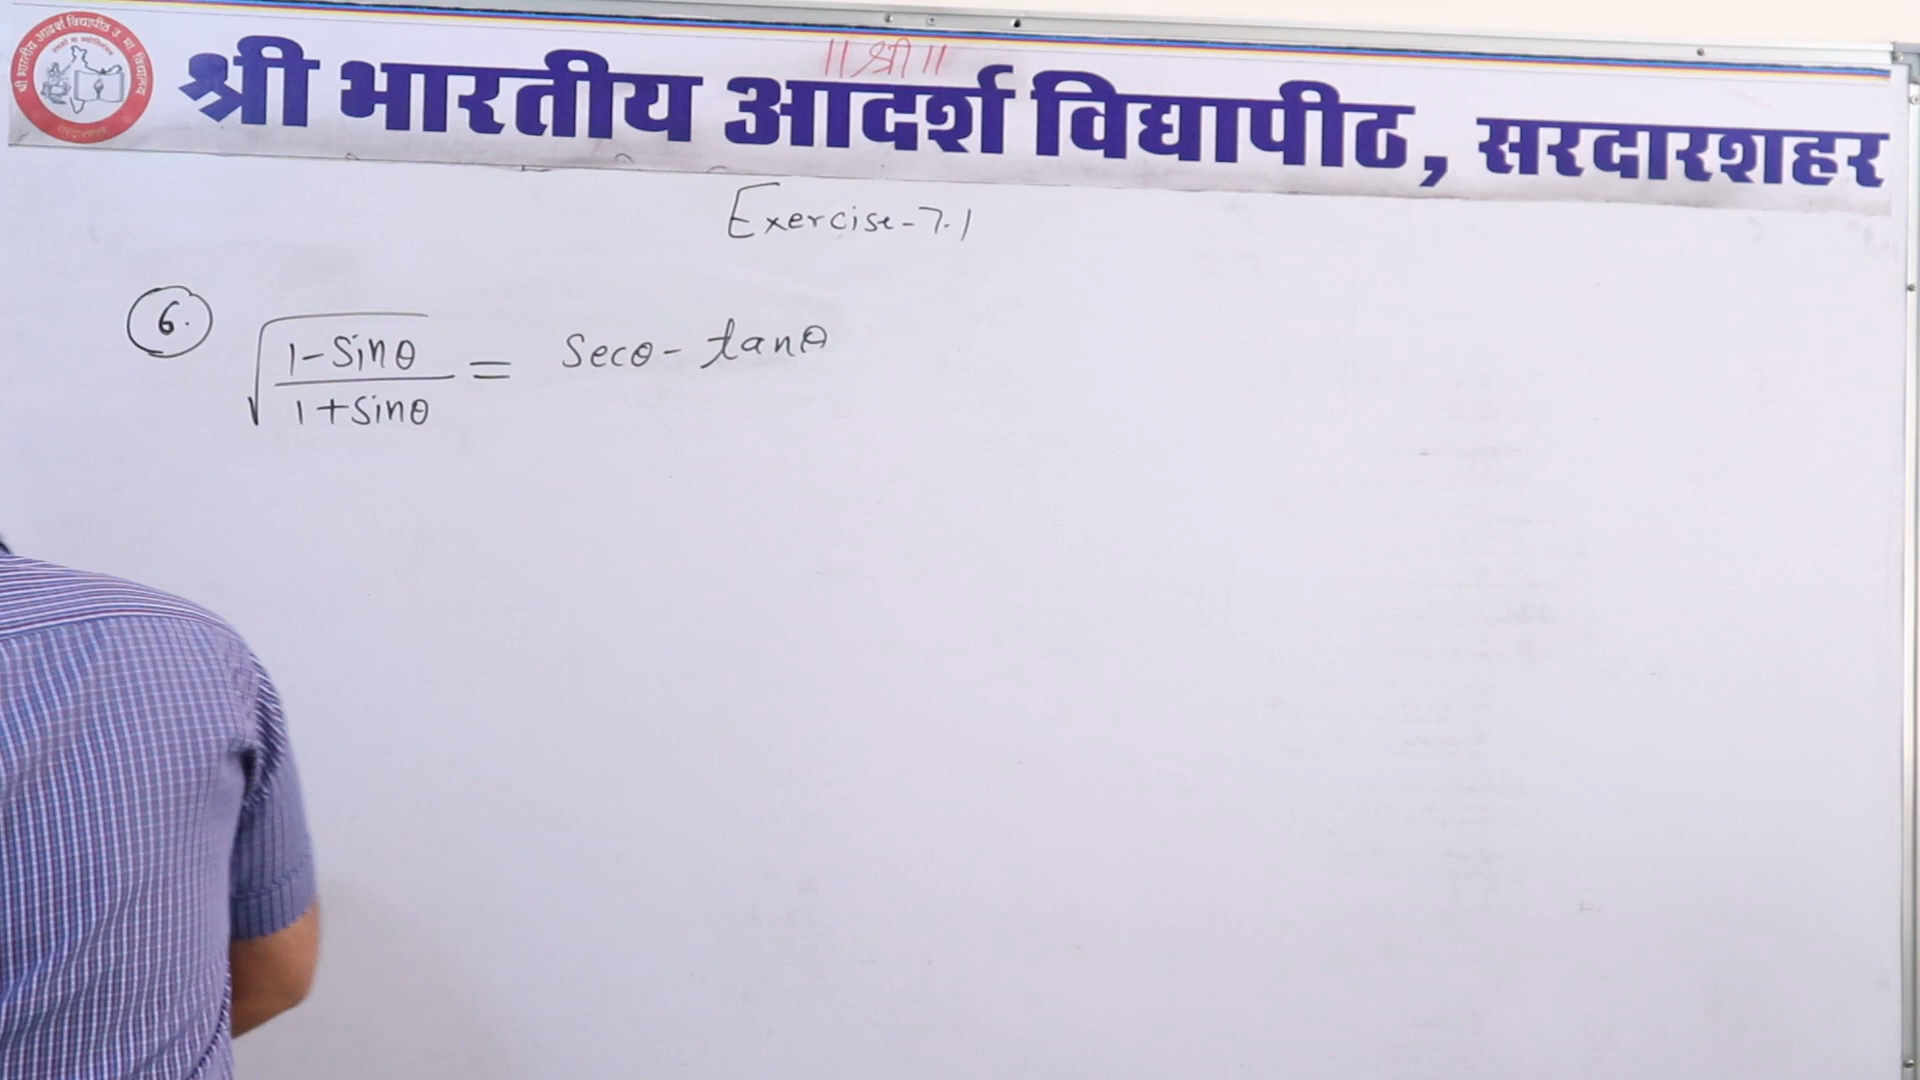 ॥ श्री ॥
श्री भारतीय आदर्श विद्यापीठ, सरदारशहर
Exercise-7.1
6.
√(1-Sinθ / 1+Sinθ) = Secθ - tanθ